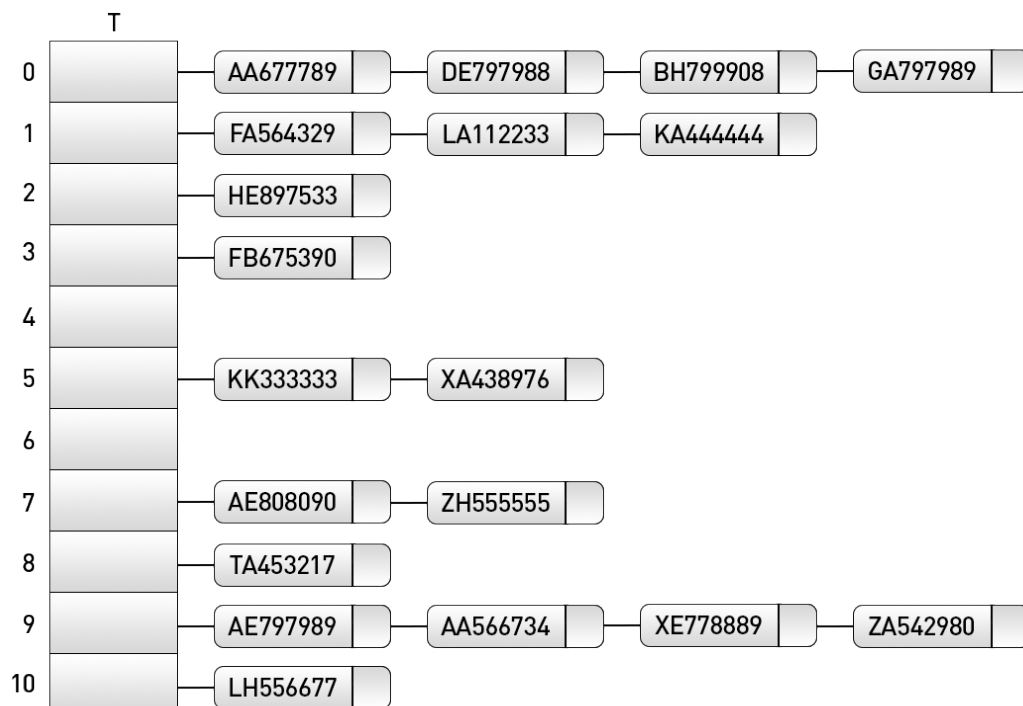 T
0 AA677789 DE797988 BH799908 GA797989
1 FA564329 LA112233 KA444444
2 HE897533
3 FB675390
4
5 KK333333 XA438976
6
7 AE808090 ZH555555
8 TA453217
9 AE797989 AA566734 XE778889 ZA542980
10 LH556677